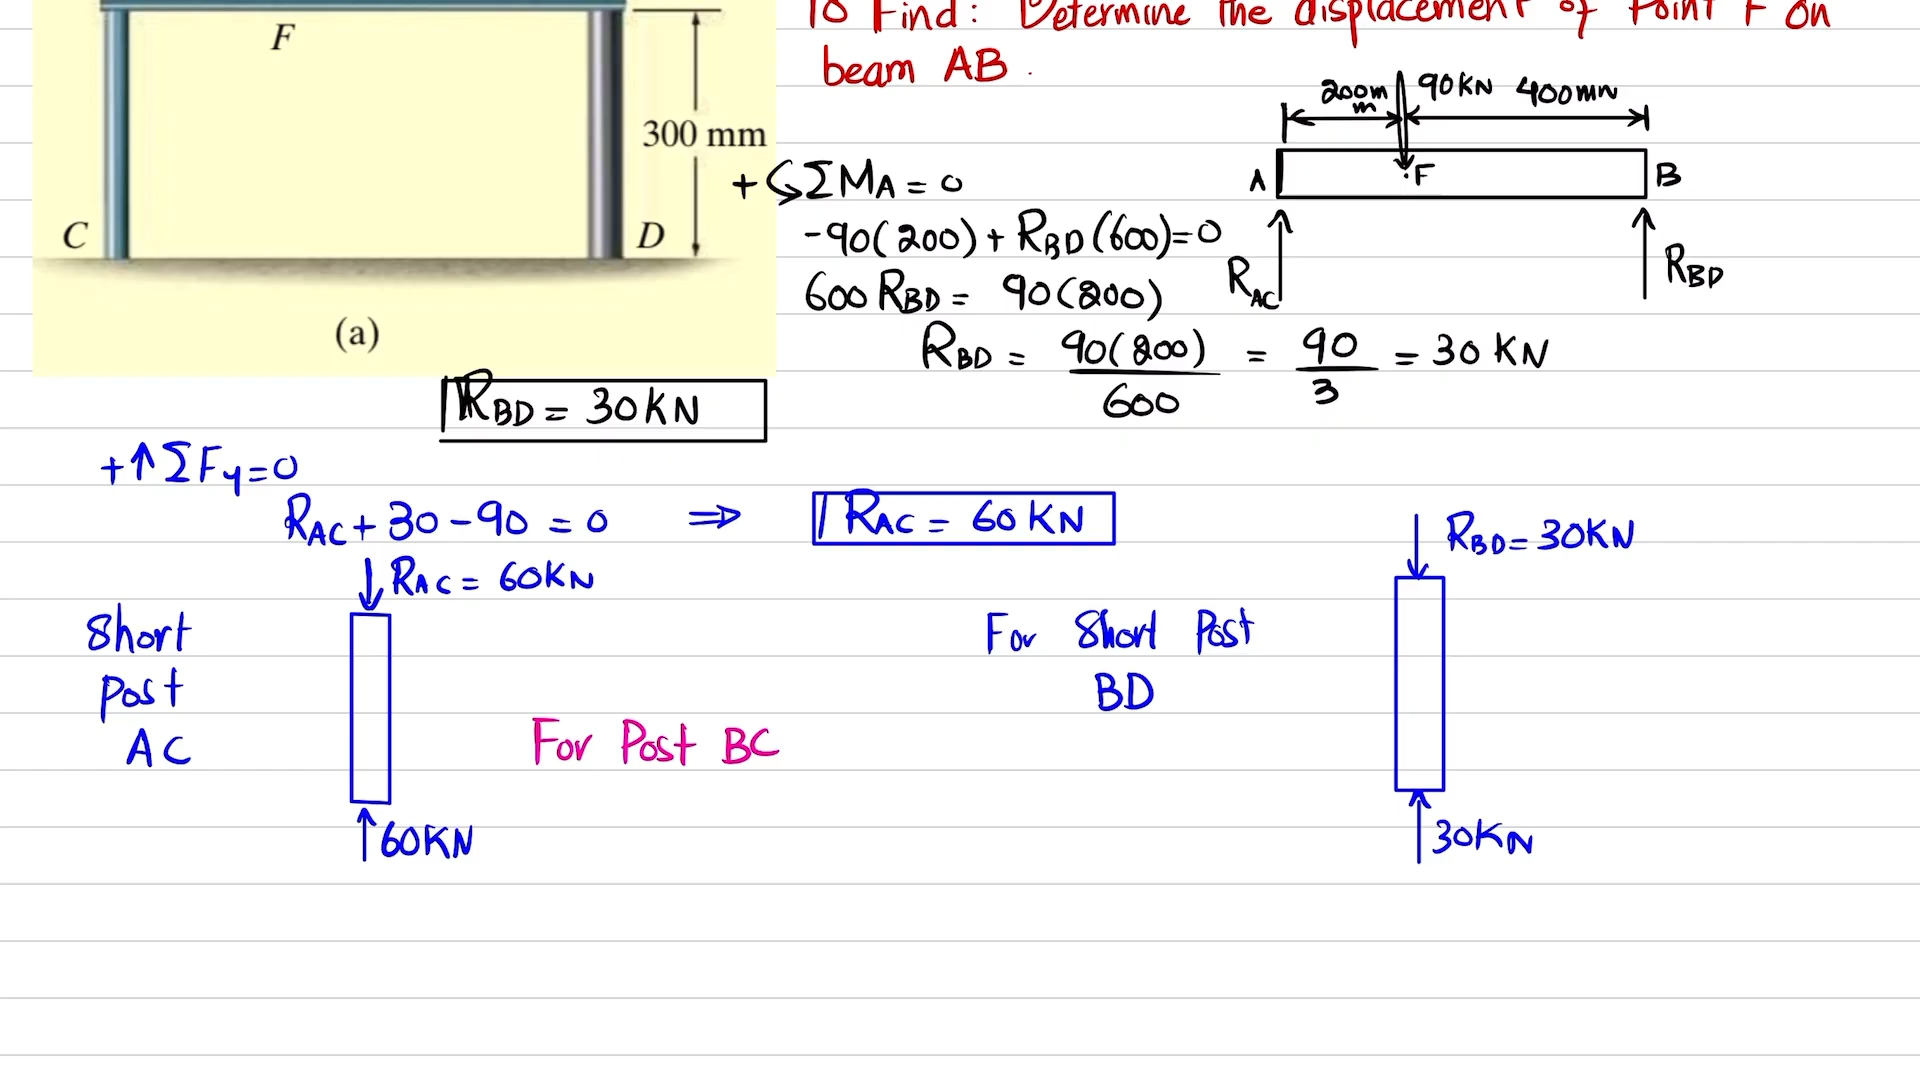 To Find: Determine the displacement of Point F on
beam AB.
F
300 mm
C
D
(a)
200m
m
90KN
400mm
A
.F
B
RAC
RBD
+ ΣMA = 0
-90(200) + RBD(600)=0
600 RBD = 90(200)
RBD = 90(200)/600 = 90/3 = 30 KN
RBD = 30KN
+↑ΣFy=0
RAC + 30 - 90 = 0 ⇒ RAC = 60 KN
↓RAC = 60KN
Short
Post
AC
↑60KN
For Post BC
For Short Post
BD
RBD = 30KN
30KN